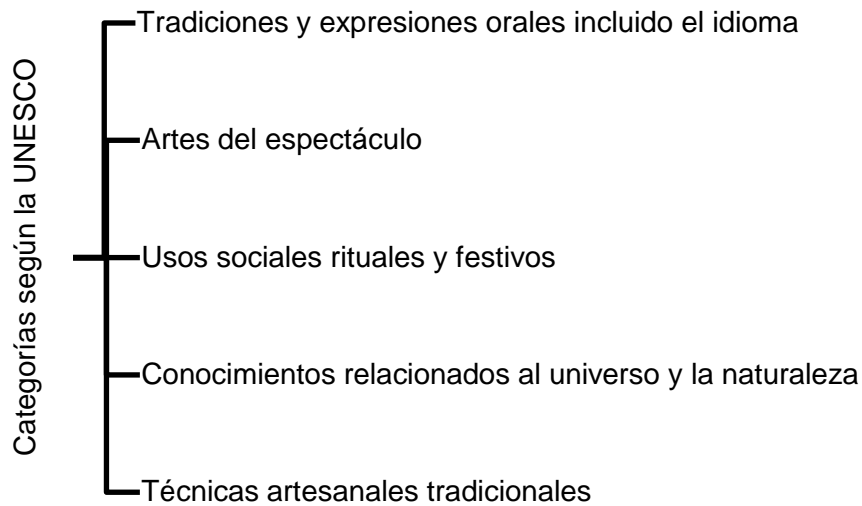 Categorías según la UNESCO
Tradiciones y expresiones orales incluido el idioma
Artes del espectáculo
Usos sociales rituales y festivos
Conocimientos relacionados al universo y la naturaleza
Técnicas artesanales tradicionales